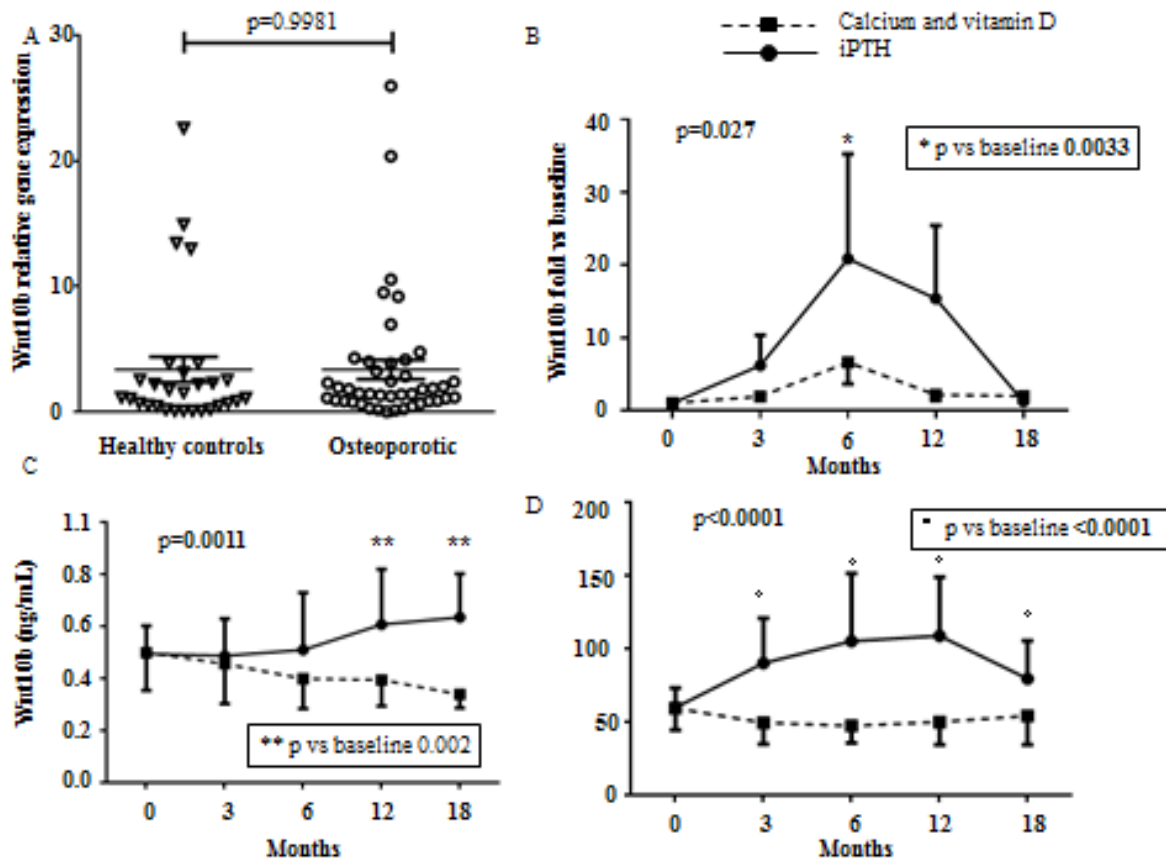 A
p=0.9981
Wnt10b relative gene expression
30
20
10
0
Healthy controls
Osteoporotic
B
Calcium and vitamin D
iPTH
p=0.027
*
* p vs baseline 0.0033
Wnt10b fold vs baseline
40
30
20
10
0
0 3 6 12 18
Months
C
p=0.0011
** **
Wnt10b (ng/mL)
1.1
0.8
0.6
0.4
0.2
0.0
** p vs baseline 0.002
0 3 6 12 18
Months
D
p<0.0001
p vs baseline <0.0001
200
150
100
50
0
0 3 6 12 18
Months